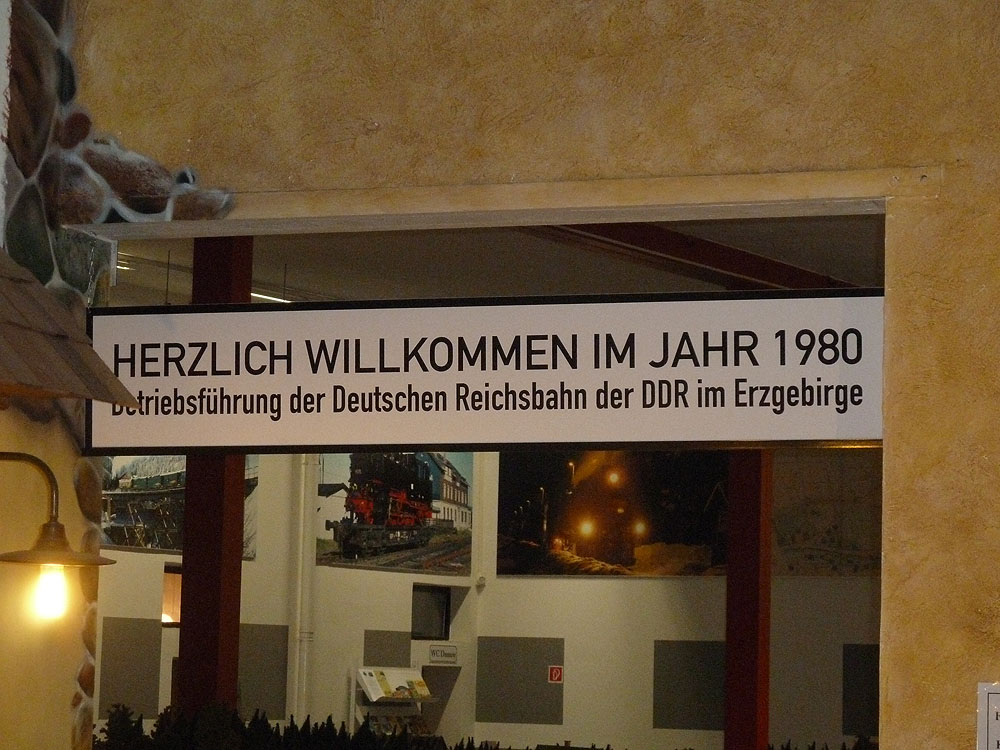 HERZLICH WILLKOMMEN IM JAHR 1980
Betriebsführung der Deutschen Reichsbahn der DDR im Erzgebirge
WC Damen